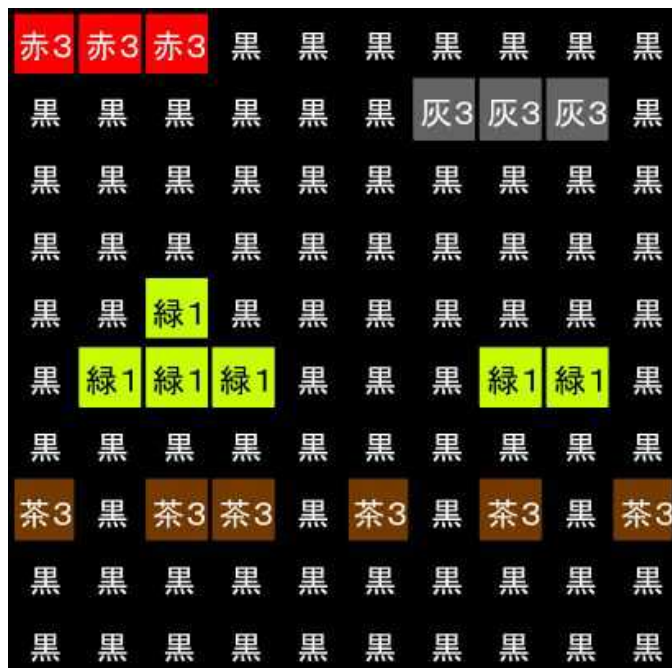 赤3 赤3 赤3 黒 黒 黒 黒 黒 黒 黒
黒 黒 黒 黒 黒 黒 灰3 灰3 灰3 黒
黒 黒 黒 黒 黒 黒 黒 黒 黒 黒
黒 黒 黒 黒 黒 黒 黒 黒 黒 黒
黒 黒 緑1 黒 黒 黒 黒 黒 黒 黒
黒 緑1 緑1 緑1 黒 黒 黒 緑1 緑1 黒
黒 黒 黒 黒 黒 黒 黒 黒 黒 黒
茶3 黒 茶3 茶3 黒 茶3 黒 茶3 黒 茶3
黒 黒 黒 黒 黒 黒 黒 黒 黒 黒
黒 黒 黒 黒 黒 黒 黒 黒 黒 黒